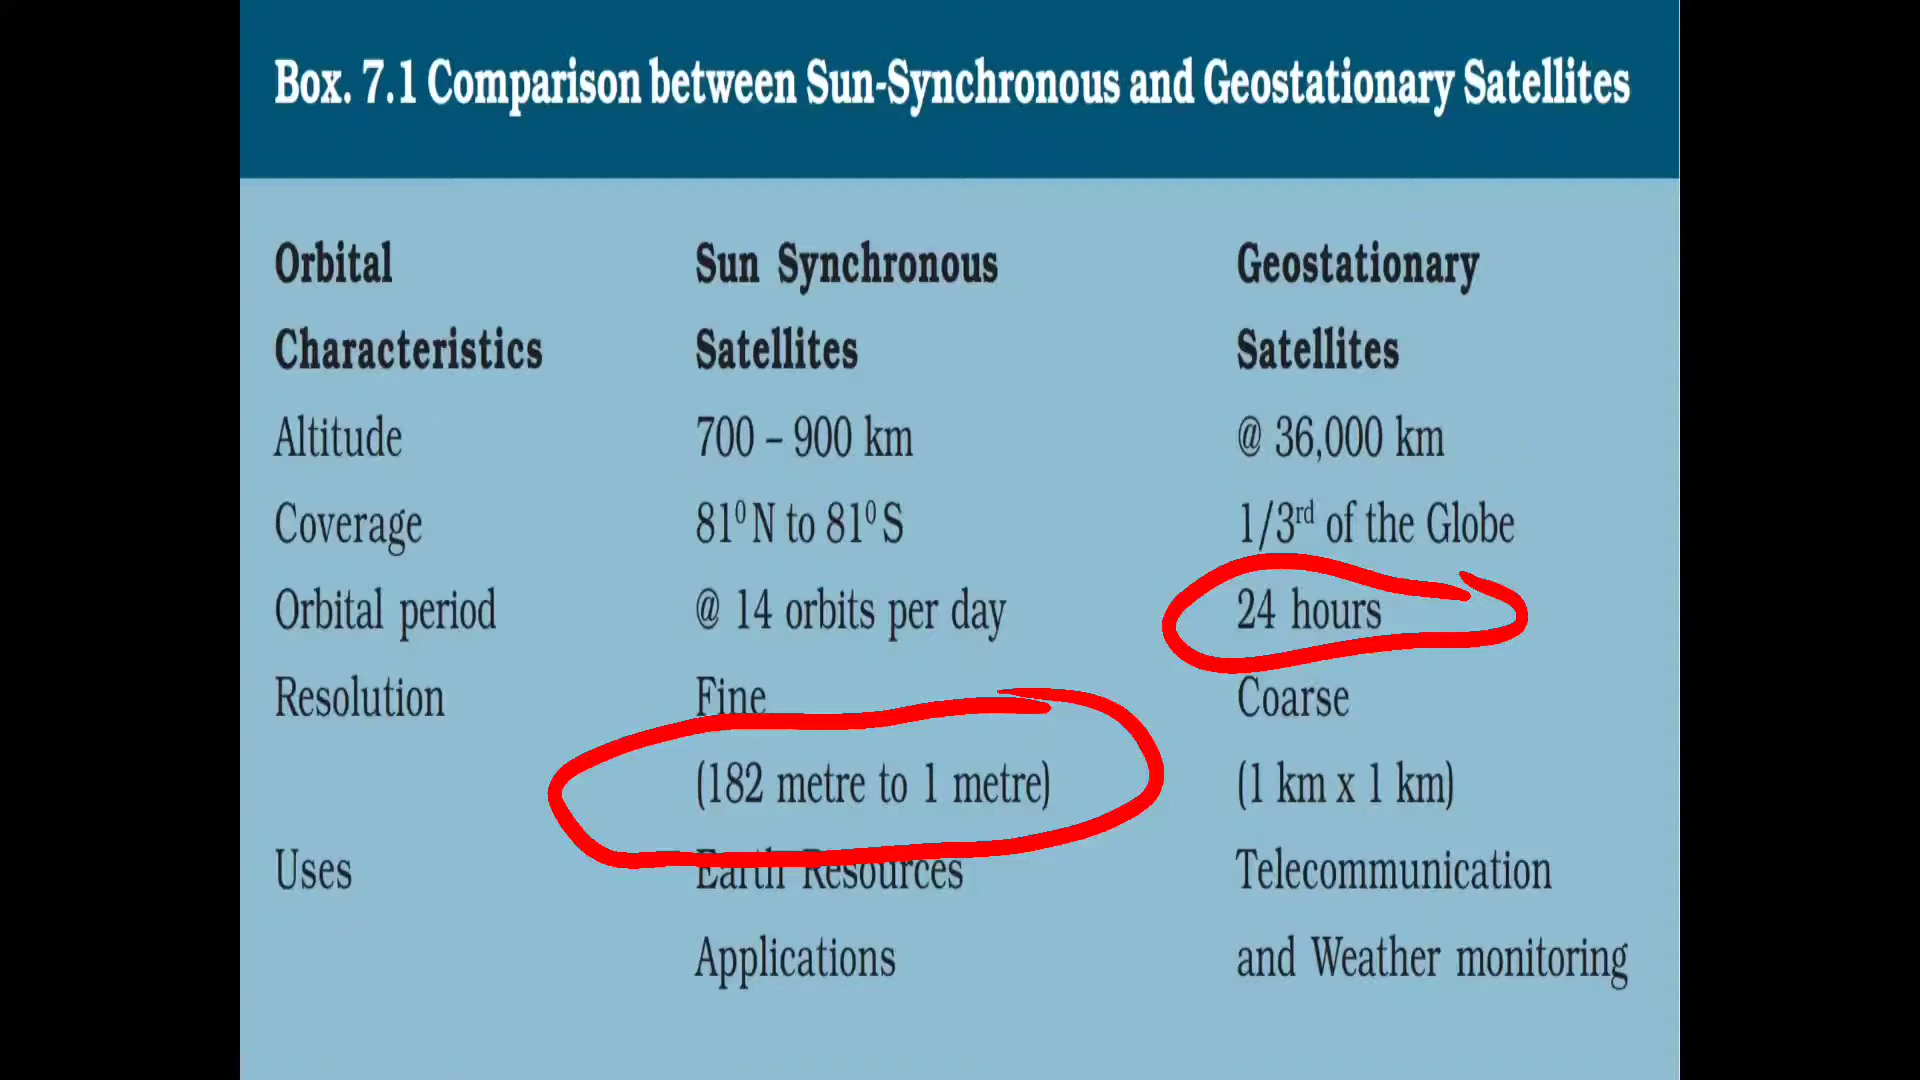 Box. 7.1 Comparison between Sun-Synchronous and Geostationary Satellites
Orbital Sun Synchronous Geostationary
Characteristics Satellites Satellites
Altitude 700 – 900 km @ 36,000 km
Coverage 81⁰N to 81⁰S 1/3rd of the Globe
Orbital period @ 14 orbits per day 24 hours
Resolution Fine Coarse
(182 metre to 1 metre) (1 km x 1 km)
Uses Earth Resources Telecommunication
Applications and Weather monitoring